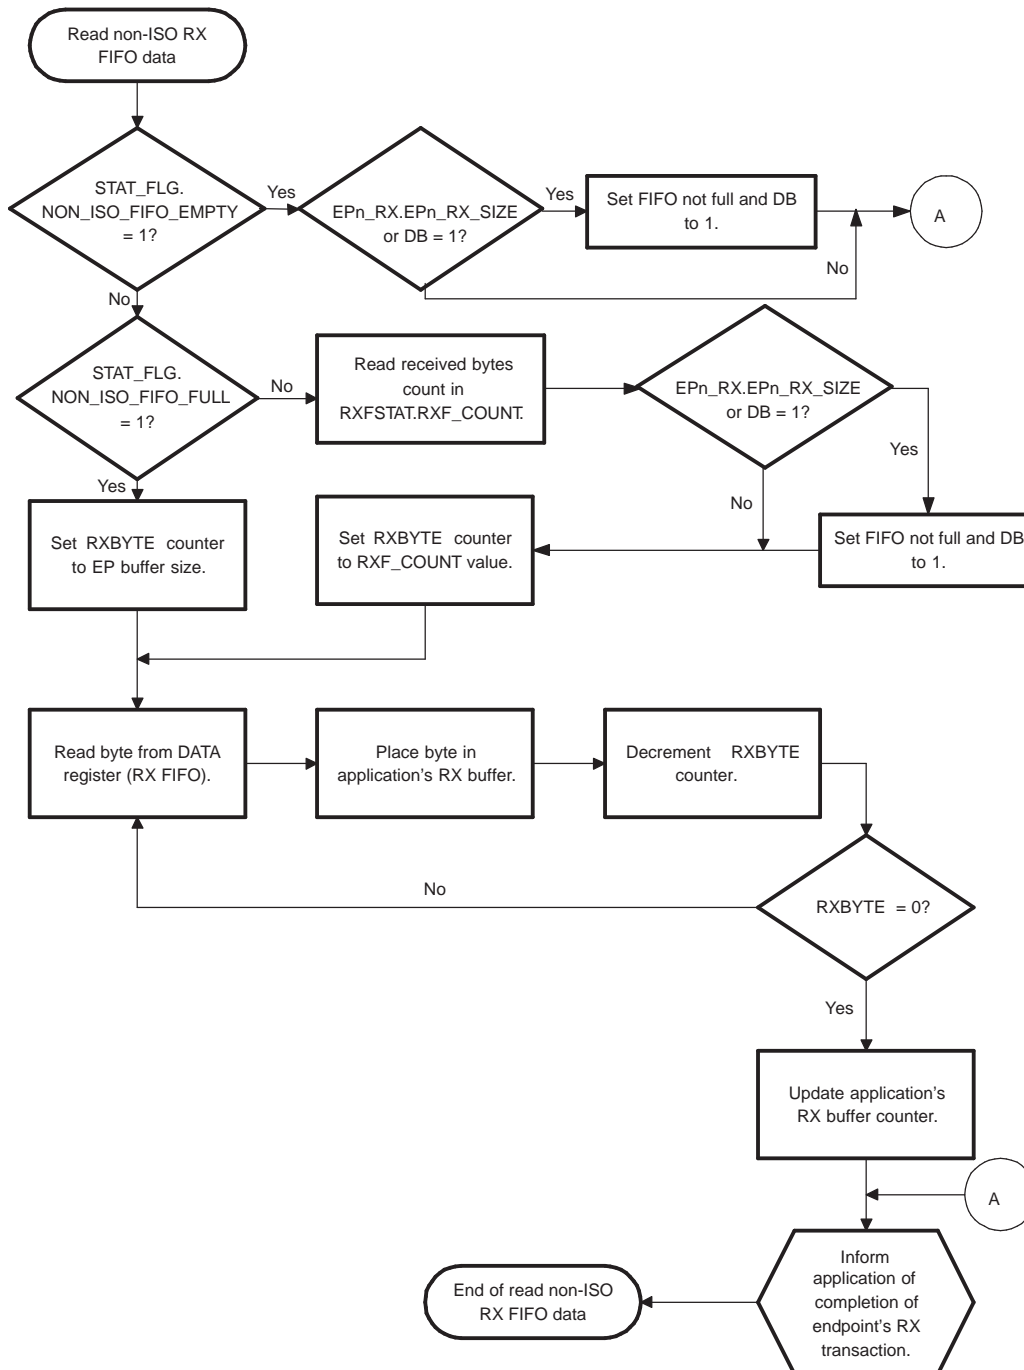 Read non-ISO RX
FIFO data
STAT_FLG.
NON_ISO_FIFO_EMPTY
= 1?
Yes
EPn_RX.EPn_RX_SIZE
or DB = 1?
Yes
Set FIFO not full and DB
to 1.
A
No
No
STAT_FLG.
NON_ISO_FIFO_FULL
= 1?
No
Read received bytes
count in
RXFSTAT.RXF_COUNT.
EPn_RX.EPn_RX_SIZE
or DB = 1?
Yes
Yes
No
Set RXBYTE counter
to EP buffer size.
Set RXBYTE counter
to RXF_COUNT value.
Set FIFO not full and DB
to 1.
Read byte from DATA
register (RX FIFO).
Place byte in
application's RX buffer.
Decrement RXBYTE
counter.
No
RXBYTE = 0?
Yes
Update application's
RX buffer counter.
A
Inform
application of
completion of
endpoint's RX
transaction.
End of read non-ISO
RX FIFO data